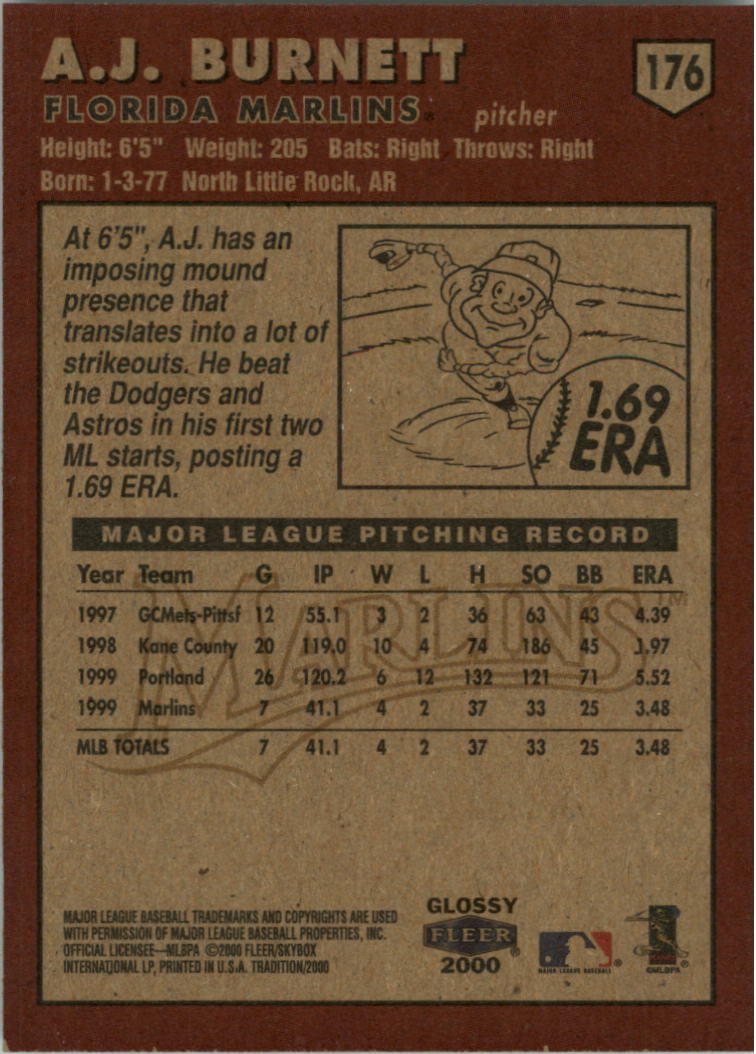 A.J. BURNETT
176
FLORIDA MARLINS® pitcher
Height: 6'5" Weight: 205 Bats: Right Throws: Right
Born: 1-3-77 North Little Rock, AR
At 6'5", A.J. has an
imposing mound
presence that
translates into a lot of
strikeouts. He beat
the Dodgers and
Astros in his first two
ML starts, posting a
1.69 ERA.
1.69
ERA
MAJOR LEAGUE PITCHING RECORD
Year Team G IP W L H SO BB ERA
1997 GCMets-Pittsf 12 55.1 3 2 36 63 43 4.39
1998 Kane County 20 119.0 10 4 74 186 45 1.97
1999 Portland 26 120.2 6 12 132 121 71 5.52
1999 Marlins 7 41.1 4 2 37 33 25 3.48
MLB TOTALS 7 41.1 4 2 37 33 25 3.48
MARLINS™
MAJOR LEAGUE BASEBALL TRADEMARKS AND COPYRIGHTS ARE USED
WITH PERMISSION OF MAJOR LEAGUE BASEBALL PROPERTIES, INC.
OFFICIAL LICENSEE—MLBPA ©2000 FLEER/SKYBOX
INTERNATIONAL LP, PRINTED IN U.S.A. TRADITION/2000
GLOSSY
FLEER®
2000
MAJOR LEAGUE BASEBALL®
©MLBPA®